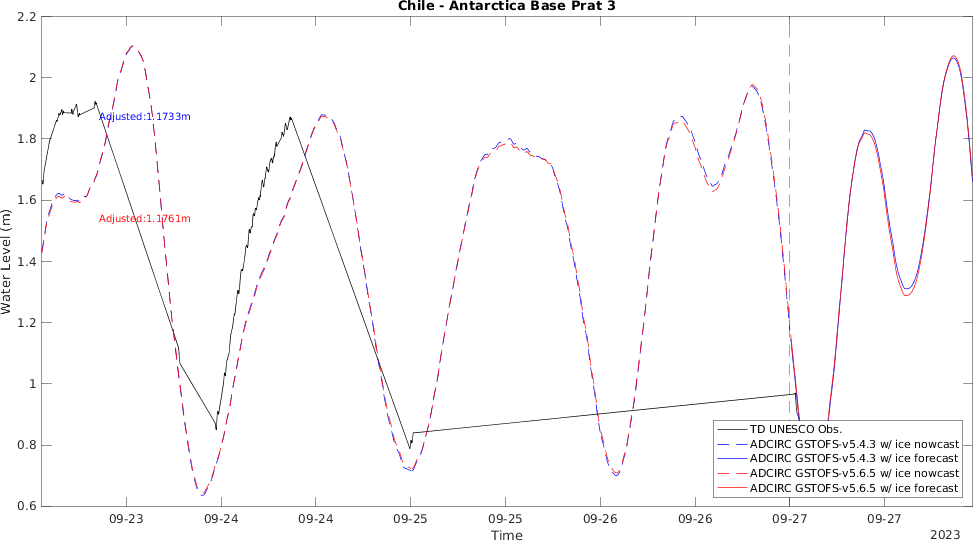 Chile - Antarctica Base Prat 3
Water Level (m)
2.2
2
1.8
1.6
1.4
1.2
1
0.8
0.6
Adjusted:1.1733m
Adjusted:1.1761m
TD UNESCO Obs.
ADCIRC GSTOFS-v5.4.3 w/ ice nowcast
ADCIRC GSTOFS-v5.4.3 w/ ice forecast
ADCIRC GSTOFS-v5.6.5 w/ ice nowcast
ADCIRC GSTOFS-v5.6.5 w/ ice forecast
09-23 09-24 09-24 09-25 09-25 09-26 09-26 09-27 09-27
Time
2023